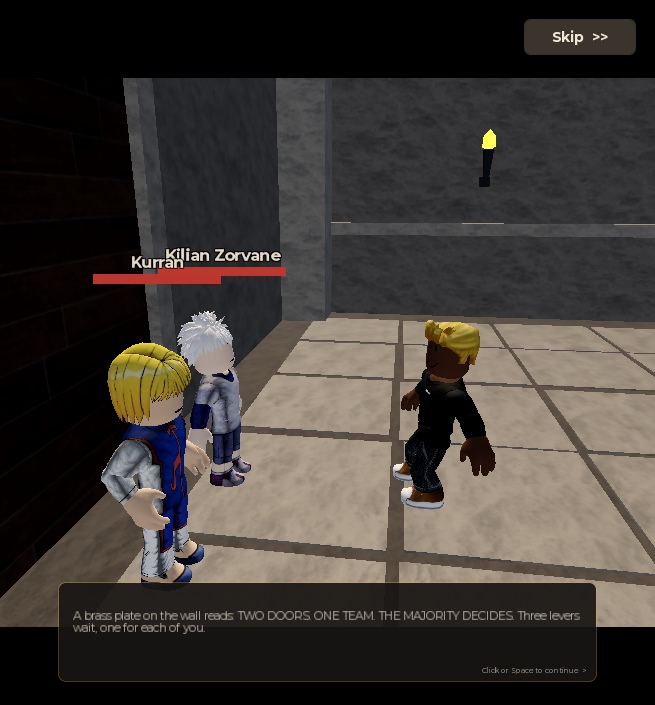 Skip >>
Kilian Zorvane
Kurran
A brass plate on the wall reads: TWO DOORS. ONE TEAM. THE MAJORITY DECIDES. Three levers
wait, one for each of you.
Click or Space to continue >